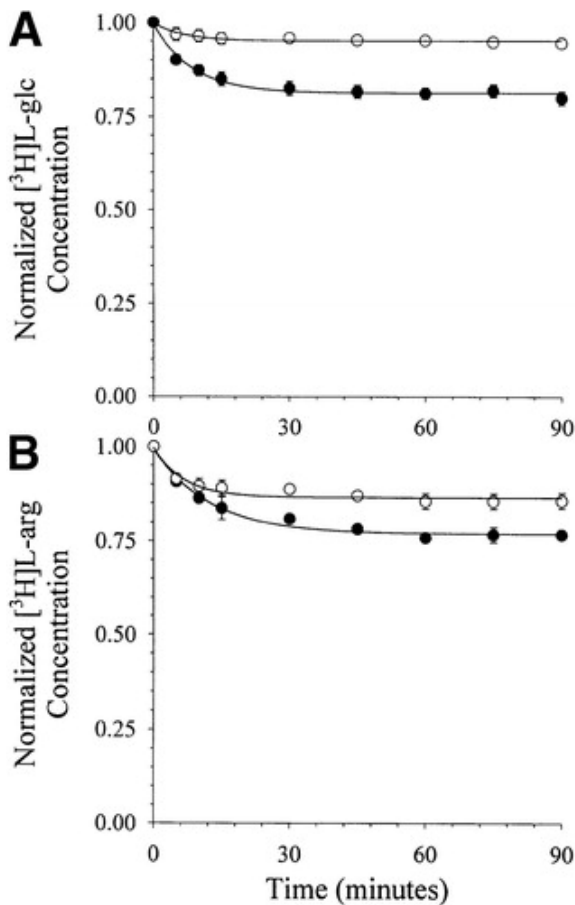 A
Normalized [³H]L-glc
Concentration
1.00
0.75
0.50
0.25
0.00
0 30 60 90
B
Normalized [³H]L-arg
Concentration
1.00
0.75
0.50
0.25
0.00
0 30 60 90
Time (minutes)